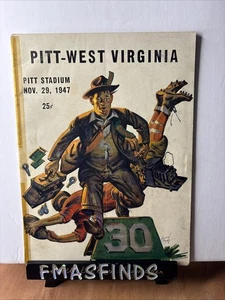 PITT-WEST VIRGINIA
PITT STADIUM
NOV. 29, 1947
25¢
30
FMASFINDS